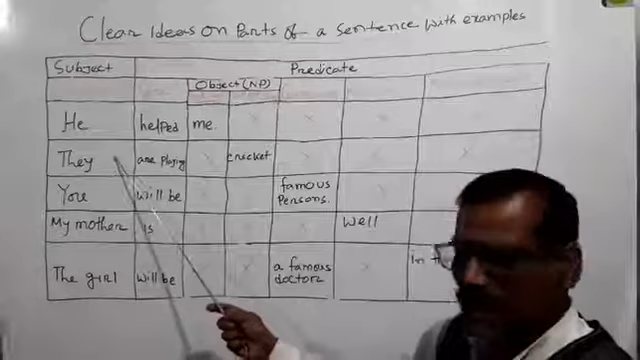 Clear Ideas on Parts of a Sentence with examples
Subject Predicate
Object (NP)
He helped me x x x
They are playing x cricket x x x
You will be famous Persons.
My mother is well
The girl will be x a famous doctor x in